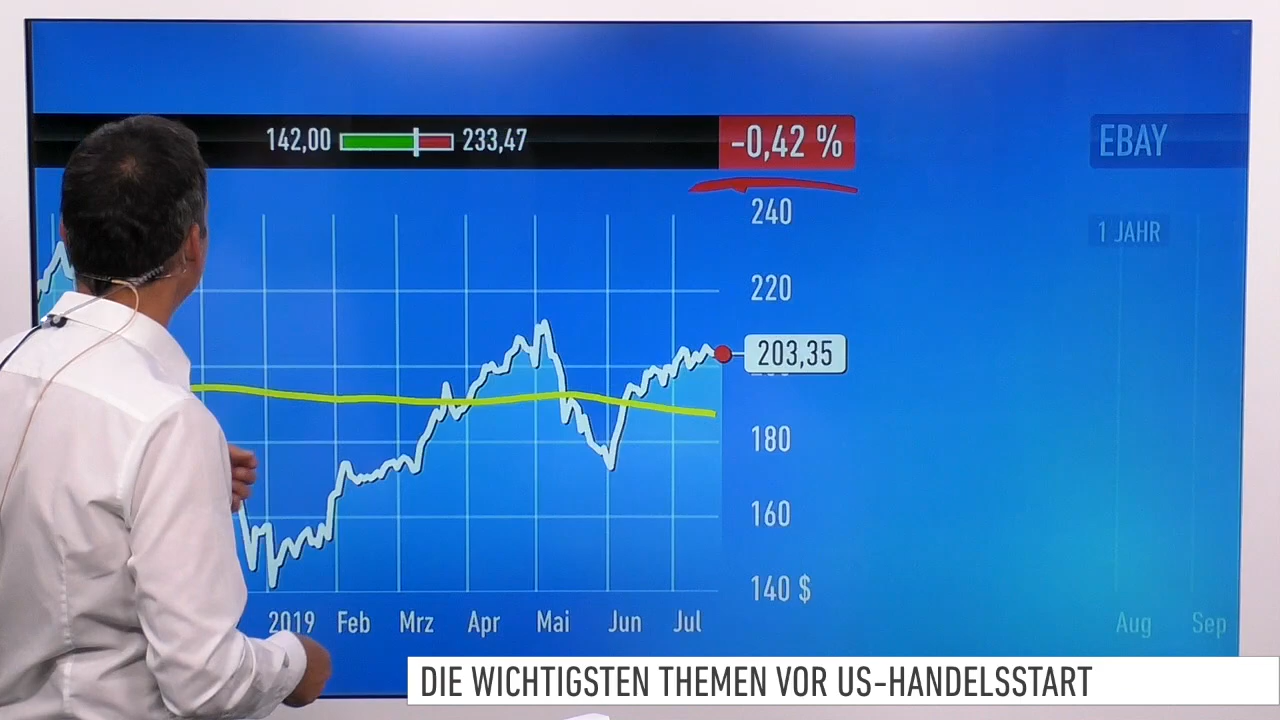 142,00 233,47 -0,42 %
EBAY
240
1 JAHR
220
203,35
180
160
140 $
2019 Feb Mrz Apr Mai Jun Jul
Aug Sep
DIE WICHTIGSTEN THEMEN VOR US-HANDELSSTART